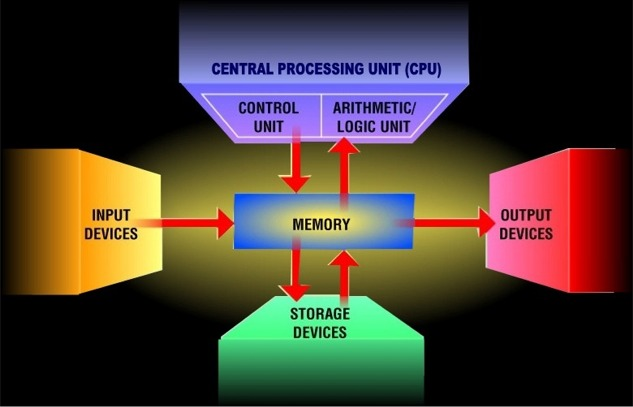 CENTRAL PROCESSING UNIT (CPU)
CONTROL
UNIT
ARITHMETIC/
LOGIC UNIT
INPUT
DEVICES
MEMORY
OUTPUT
DEVICES
STORAGE
DEVICES